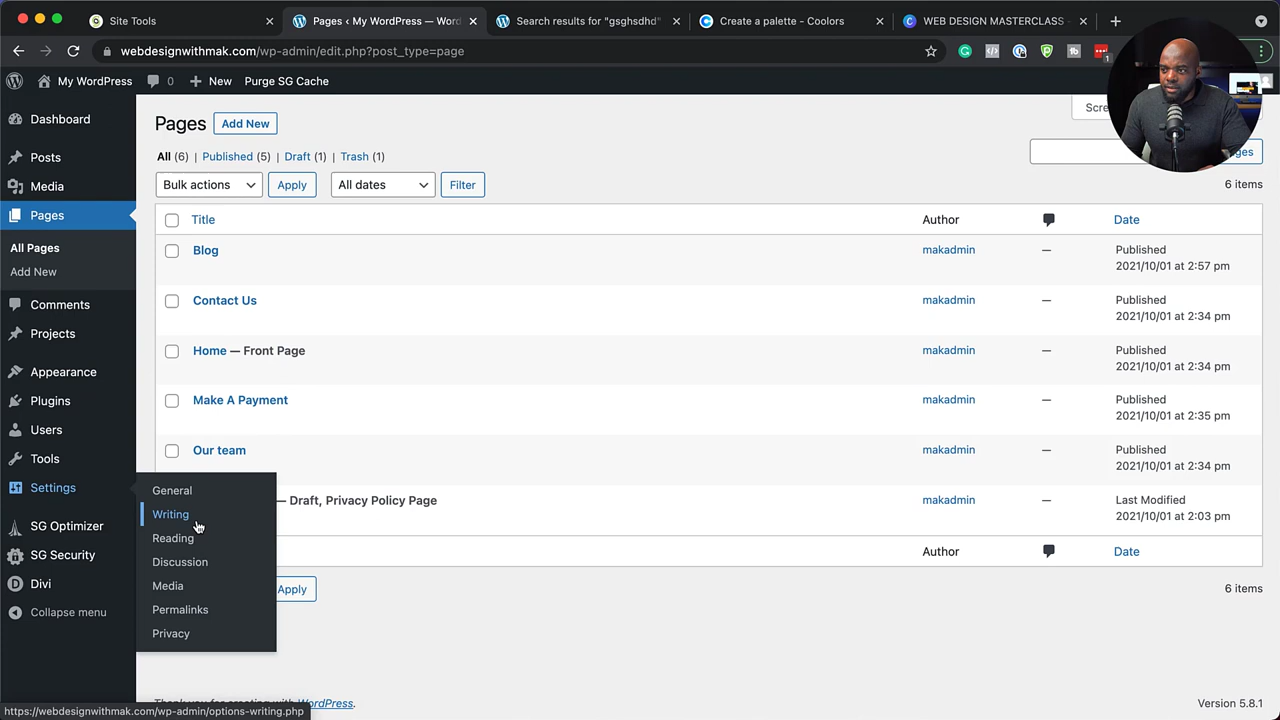 Site Tools
Pages ‹ My WordPress — Word
Search results for "gsghsdhd"
Create a palette - Coolors
WEB DESIGN MASTERCLASS -
webdesignwithmak.com/wp-admin/edit.php?post_type=page
1
My WordPress
0
New
Purge SG Cache
Dashboard
Posts
Media
Pages
All Pages
Add New
Comments
Projects
Appearance
Plugins
Users
Tools
Settings
SG Optimizer
SG Security
Divi
Collapse menu
General
Writing
Reading
Discussion
Media
Permalinks
Privacy
Pages
Add New
All (6) | Published (5) | Draft (1) | Trash (1)
Bulk actions
Apply
All dates
Filter
6 items
Title
Author
Date
Blog
makadmin
—
Published
2021/10/01 at 2:57 pm
Contact Us
makadmin
—
Published
2021/10/01 at 2:34 pm
Home — Front Page
makadmin
—
Published
2021/10/01 at 2:34 pm
Make A Payment
makadmin
—
Published
2021/10/01 at 2:35 pm
Our team
makadmin
—
Published
2021/10/01 at 2:34 pm
— Draft, Privacy Policy Page
makadmin
—
Last Modified
2021/10/01 at 2:03 pm
Author
Date
Apply
6 items
WordPress.
Version 5.8.1
https://webdesignwithmak.com/wp-admin/options-writing.php